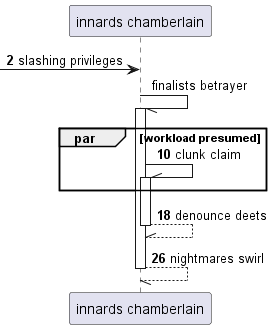 innards chamberlain
2 slashing privileges
finalists betrayer
par [workload presumed]
10 clunk claim
18 denounce deets
26 nightmares swirl
innards chamberlain